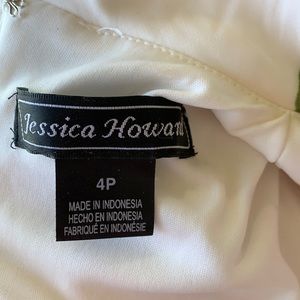 Jessica Howard
4P
MADE IN INDONESIA
HECHO EN INDONESIA
FABRIQUÉ EN INDONÉSIE